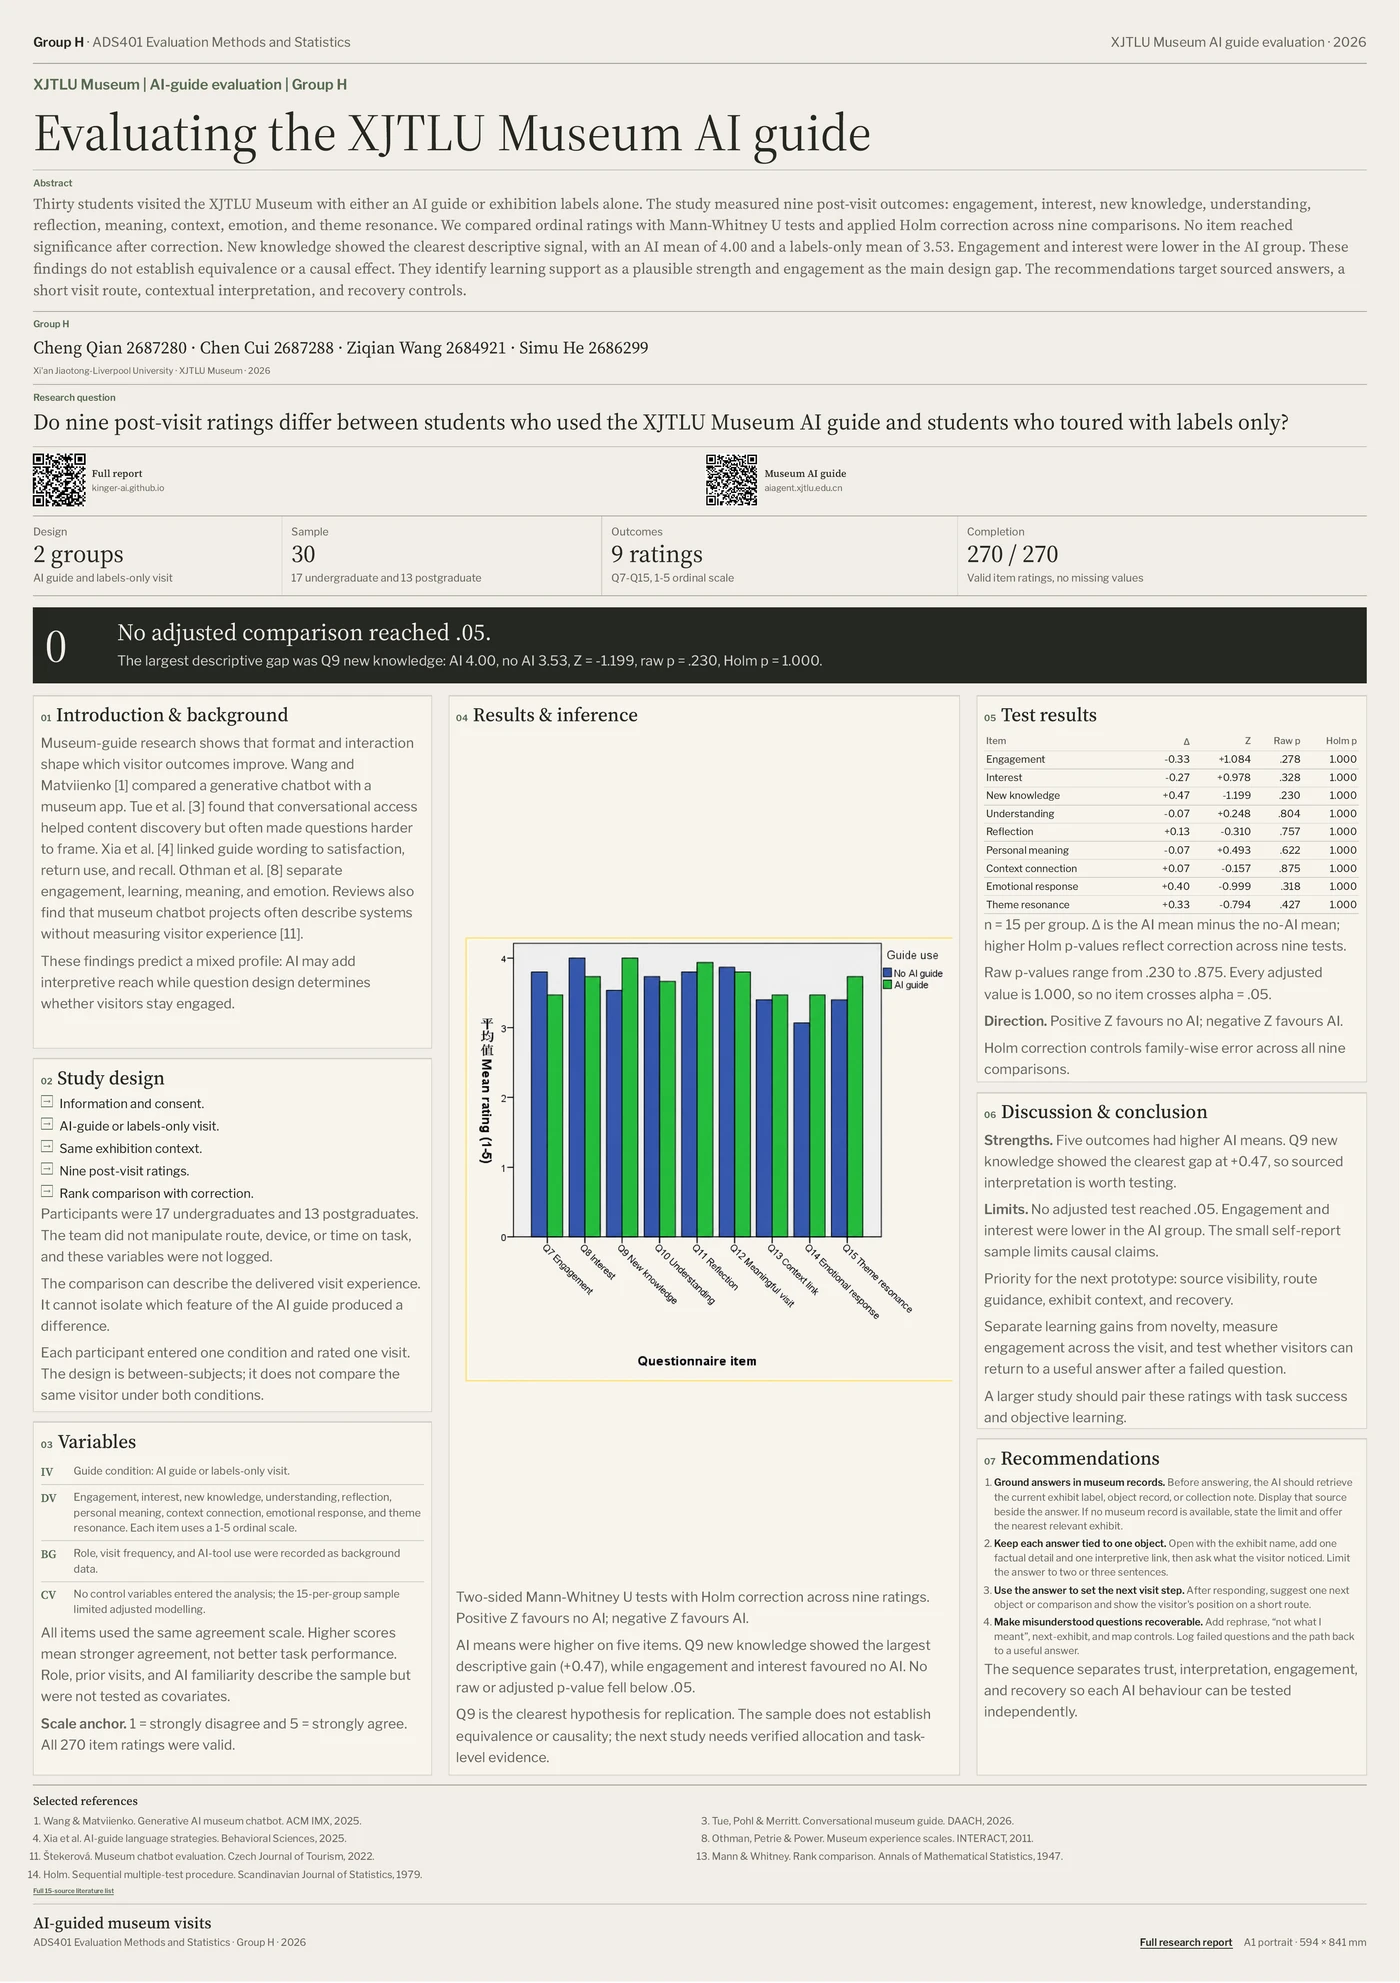 Group H · ADS401 Evaluation Methods and Statistics
XJTLU Museum AI guide evaluation · 2026
XJTLU Museum | AI-guide evaluation | Group H
Evaluating the XJTLU Museum AI guide
Abstract
Thirty students visited the XJTLU Museum with either an AI guide or exhibition labels alone. The study measured nine post-visit outcomes: engagement, interest, new knowledge, understanding,
reflection, meaning, context, emotion, and theme resonance. We compared ordinal ratings with Mann-Whitney U tests and applied Holm correction across nine comparisons. No item reached
significance after correction. New knowledge showed the clearest descriptive signal, with an AI mean of 4.00 and a labels-only mean of 3.53. Engagement and interest were lower in the AI group. These
findings do not establish equivalence or a causal effect. They identify learning support as a plausible strength and engagement as the main design gap. The recommendations target sourced answers, a
short visit route, contextual interpretation, and recovery controls.
Group H
Cheng Qian 2687280 · Chen Cui 2687288 · Ziqian Wang 2684921 · Simu He 2686299
Xi'an Jiaotong-Liverpool University · XJTLU Museum · 2026
Research question
Do nine post-visit ratings differ between students who used the XJTLU Museum AI guide and students who toured with labels only?
Full report
kinger-ai.github.io
Museum AI guide
aiagent.xjtlu.edu.cn
Design
2 groups
AI guide and labels-only visit
Sample
30
17 undergraduate and 13 postgraduate
Outcomes
9 ratings
Q7-Q15, 1-5 ordinal scale
Completion
270 / 270
Valid item ratings, no missing values
0
No adjusted comparison reached .05.
The largest descriptive gap was Q9 new knowledge: AI 4.00, no AI 3.53, Z = -1.199, raw p = .230, Holm p = 1.000.
01 Introduction & background
Museum-guide research shows that format and interaction
shape which visitor outcomes improve. Wang and
Matviienko [1] compared a generative chatbot with a
museum app. Tue et al. [3] found that conversational access
helped content discovery but often made questions harder
to frame. Xia et al. [4] linked guide wording to satisfaction,
return use, and recall. Othman et al. [8] separate
engagement, learning, meaning, and emotion. Reviews also
find that museum chatbot projects often describe systems
without measuring visitor experience [11].
These findings predict a mixed profile: AI may add
interpretive reach while question design determines
whether visitors stay engaged.
02 Study design
→ Information and consent.
→ AI-guide or labels-only visit.
→ Same exhibition context.
→ Nine post-visit ratings.
→ Rank comparison with correction.
Participants were 17 undergraduates and 13 postgraduates.
The team did not manipulate route, device, or time on task,
and these variables were not logged.
The comparison can describe the delivered visit experience.
It cannot isolate which feature of the AI guide produced a
difference.
Each participant entered one condition and rated one visit.
The design is between-subjects; it does not compare the
same visitor under both conditions.
03 Variables
IV Guide condition: AI guide or labels-only visit.
DV Engagement, interest, new knowledge, understanding, reflection,
personal meaning, context connection, emotional response, and theme
resonance. Each item uses a 1-5 ordinal scale.
BG Role, visit frequency, and AI-tool use were recorded as background
data.
CV No control variables entered the analysis; the 15-per-group sample
limited adjusted modelling.
All items used the same agreement scale. Higher scores
mean stronger agreement, not better task performance.
Role, prior visits, and AI familiarity describe the sample but
were not tested as covariates.
Scale anchor. 1 = strongly disagree and 5 = strongly agree.
All 270 item ratings were valid.
04 Results & inference
Guide use
No AI guide
AI guide
平均值 Mean rating (1-5)
4
3
2
1
0
Q7 Engagement
Q8 Interest
Q9 New knowledge
Q10 Understanding
Q11 Reflection
Q12 Meaningful visit
Q13 Context link
Q14 Emotional response
Q15 Theme resonance
Questionnaire item
Two-sided Mann-Whitney U tests with Holm correction across nine ratings.
Positive Z favours no AI; negative Z favours AI.
AI means were higher on five items. Q9 new knowledge showed the largest
descriptive gain (+0.47), while engagement and interest favoured no AI. No
raw or adjusted p-value fell below .05.
Q9 is the clearest hypothesis for replication. The sample does not establish
equivalence or causality; the next study needs verified allocation and task-
level evidence.
05 Test results
Item Δ Z Raw p Holm p
Engagement -0.33 +1.084 .278 1.000
Interest -0.27 +0.978 .328 1.000
New knowledge +0.47 -1.199 .230 1.000
Understanding -0.07 +0.248 .804 1.000
Reflection +0.13 -0.310 .757 1.000
Personal meaning -0.07 +0.493 .622 1.000
Context connection +0.07 -0.157 .875 1.000
Emotional response +0.40 -0.999 .318 1.000
Theme resonance +0.33 -0.794 .427 1.000
n = 15 per group. Δ is the AI mean minus the no-AI mean;
higher Holm p-values reflect correction across nine tests.
Raw p-values range from .230 to .875. Every adjusted
value is 1.000, so no item crosses alpha = .05.
Direction. Positive Z favours no AI; negative Z favours AI.
Holm correction controls family-wise error across all nine
comparisons.
06 Discussion & conclusion
Strengths. Five outcomes had higher AI means. Q9 new
knowledge showed the clearest gap at +0.47, so sourced
interpretation is worth testing.
Limits. No adjusted test reached .05. Engagement and
interest were lower in the AI group. The small self-report
sample limits causal claims.
Priority for the next prototype: source visibility, route
guidance, exhibit context, and recovery.
Separate learning gains from novelty, measure
engagement across the visit, and test whether visitors can
return to a useful answer after a failed question.
A larger study should pair these ratings with task success
and objective learning.
07 Recommendations
1. Ground answers in museum records. Before answering, the AI should retrieve
the current exhibit label, object record, or collection note. Display that source
beside the answer. If no museum record is available, state the limit and offer
the nearest relevant exhibit.
2. Keep each answer tied to one object. Open with the exhibit name, add one
factual detail and one interpretive link, then ask what the visitor noticed. Limit
the answer to two or three sentences.
3. Use the answer to set the next visit step. After responding, suggest one next
object or comparison and show the visitor's position on a short route.
4. Make misunderstood questions recoverable. Add rephrase, “not what I
meant”, next-exhibit, and map controls. Log failed questions and the path back
to a useful answer.
The sequence separates trust, interpretation, engagement,
and recovery so each AI behaviour can be tested
independently.
Selected references
1. Wang & Matviienko. Generative AI museum chatbot. ACM IMX, 2025.
3. Tue, Pohl & Merritt. Conversational museum guide. DAACH, 2026.
4. Xia et al. AI-guide language strategies. Behavioral Sciences, 2025.
8. Othman, Petrie & Power. Museum experience scales. INTERACT, 2011.
11. Štekerová. Museum chatbot evaluation. Czech Journal of Tourism, 2022.
13. Mann & Whitney. Rank comparison. Annals of Mathematical Statistics, 1947.
14. Holm. Sequential multiple-test procedure. Scandinavian Journal of Statistics, 1979.
Full 15-source literature list
AI-guided museum visits
ADS401 Evaluation Methods and Statistics · Group H · 2026
Full research report A1 portrait · 594 × 841 mm